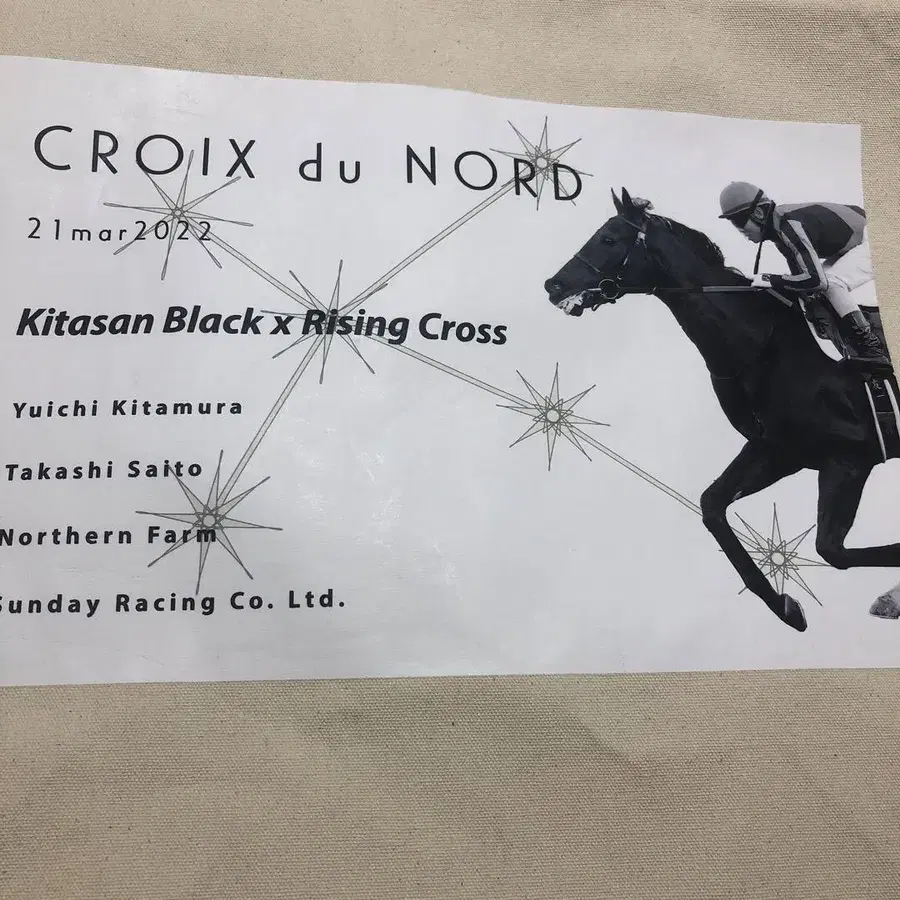 CROIX du NORD
21mar2022
Kitasan Black x Rising Cross
Yuichi Kitamura
Takashi Saito
Northern Farm
Sunday Racing Co. Ltd.